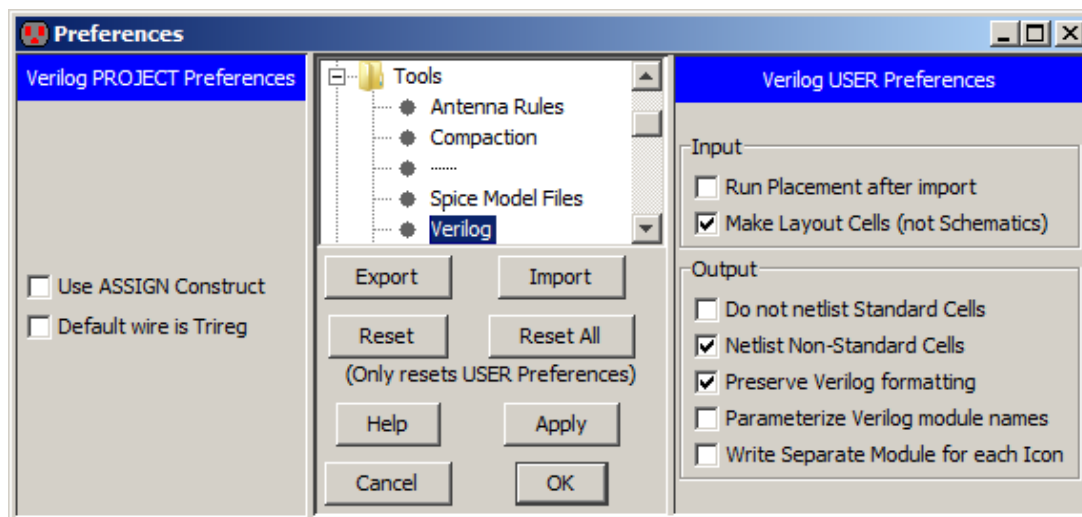 Preferences
Verilog PROJECT Preferences
Use ASSIGN Construct
Default wire is Trireg
Tools
Antenna Rules
Compaction
.......
Spice Model Files
Verilog
Export
Import
Reset
Reset All
(Only resets USER Preferences)
Help
Apply
Cancel
OK
Verilog USER Preferences
Input
Run Placement after import
Make Layout Cells (not Schematics)
Output
Do not netlist Standard Cells
Netlist Non-Standard Cells
Preserve Verilog formatting
Parameterize Verilog module names
Write Separate Module for each Icon